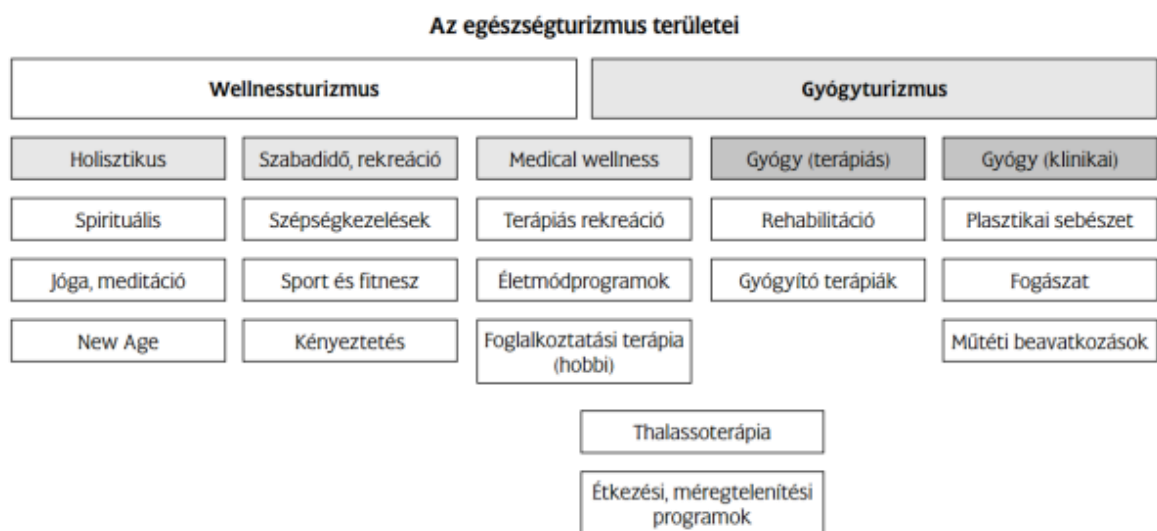 Az egészségturizmus területei
Wellnessturizmus
Gyógyturizmus
Holisztikus
Szabadidő, rekreáció
Medical wellness
Gyógy (terápiás)
Gyógy (klinikai)
Spirituális
Szépségkezelések
Terápiás rekreáció
Rehabilitáció
Plasztikai sebészet
Jóga, meditáció
Sport és fitnesz
Életmódprogramok
Gyógyító terápiák
Fogászat
New Age
Kényeztetés
Foglalkoztatási terápia
(hobbi)
Műtéti beavatkozások
Thalassoterápia
Étkezési, méregtelenítési
programok